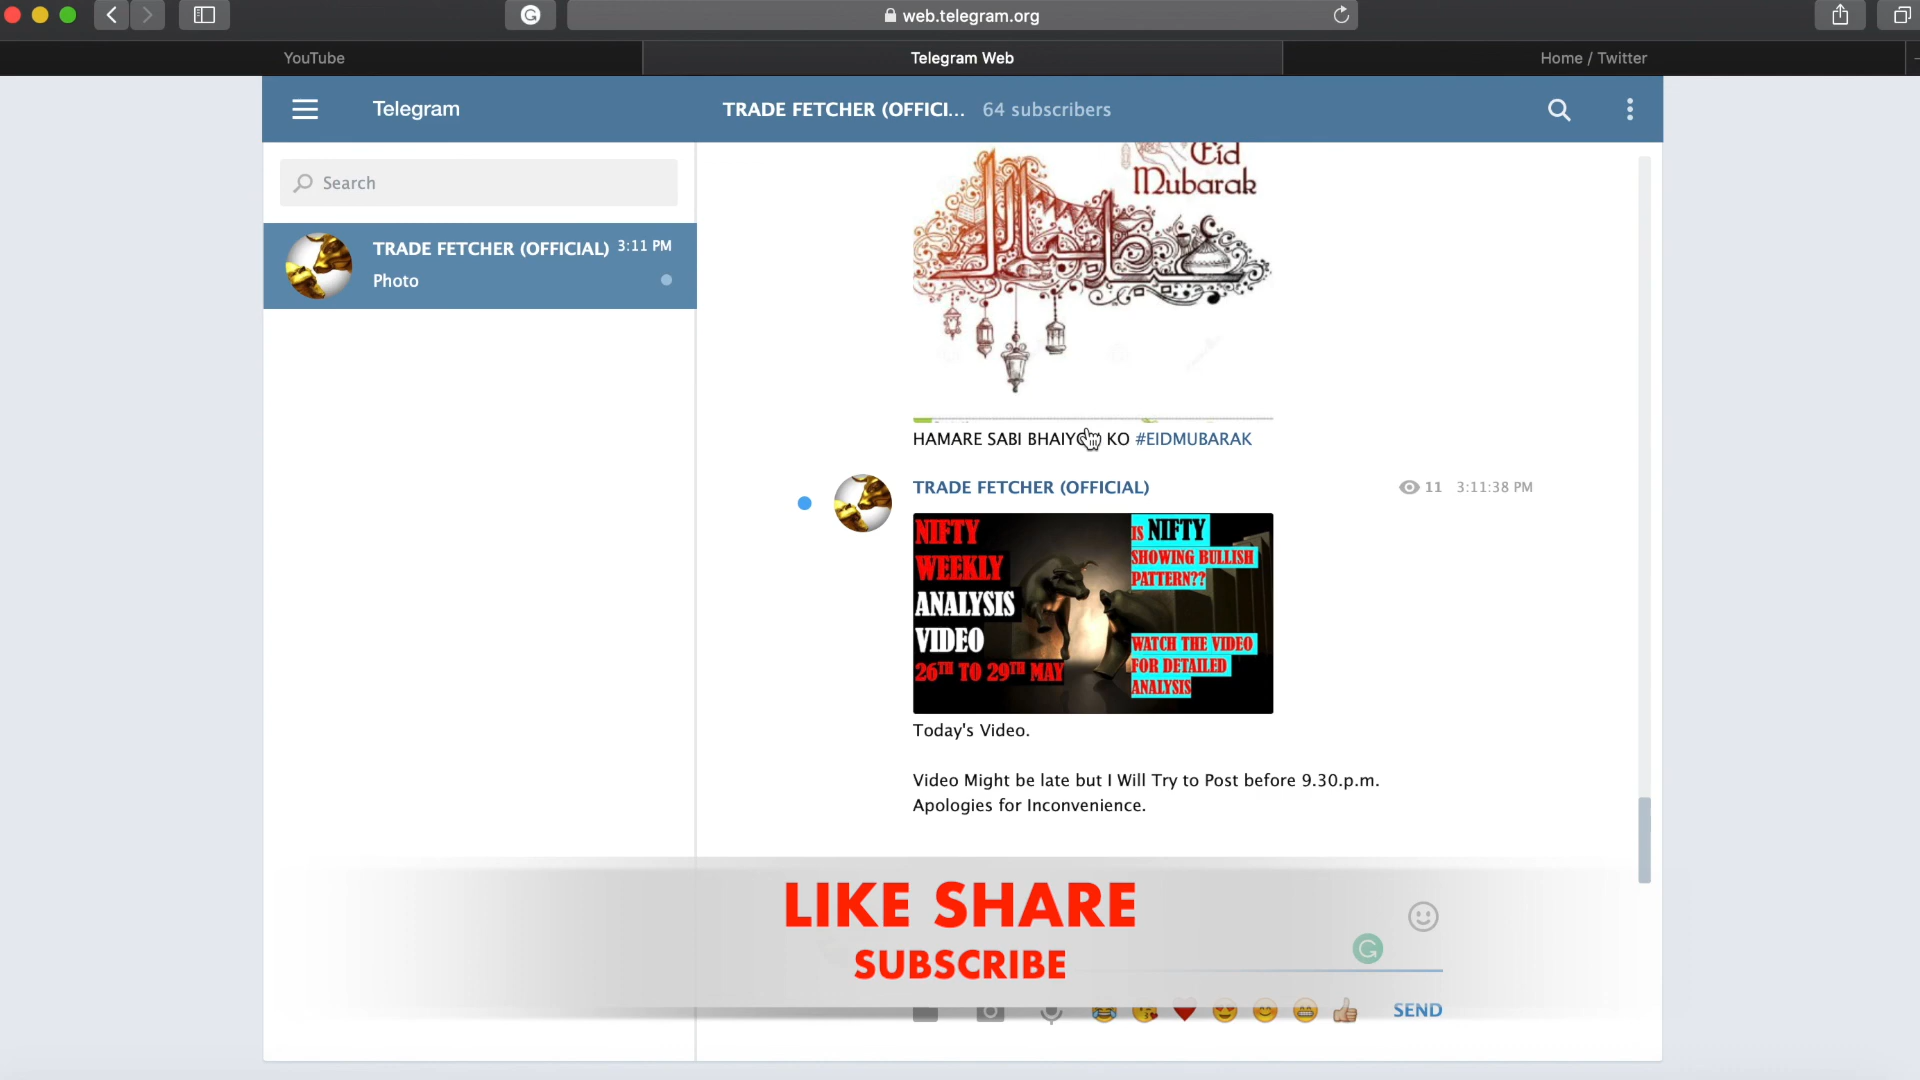 web.telegram.org
YouTube
Telegram Web
Home / Twitter
Telegram
TRADE FETCHER (OFFICI... 64 subscribers
Search
TRADE FETCHER (OFFICIAL) 3:11 PM
Photo
Eid
Mubarak
HAMARE SABI BHAIYO KO #EIDMUBARAK
TRADE FETCHER (OFFICIAL)
11 3:11:38 PM
NIFTY
WEEKLY
ANALYSIS
VIDEO
26TH TO 29TH MAY
IS NIFTY
SHOWING BULLISH
PATTERN??
WATCH THE VIDEO
FOR DETAILED
ANALYSIS
Today's Video.
Video Might be late but I Will Try to Post before 9.30.p.m.
Apologies for Inconvenience.
LIKE SHARE
SUBSCRIBE
SEND